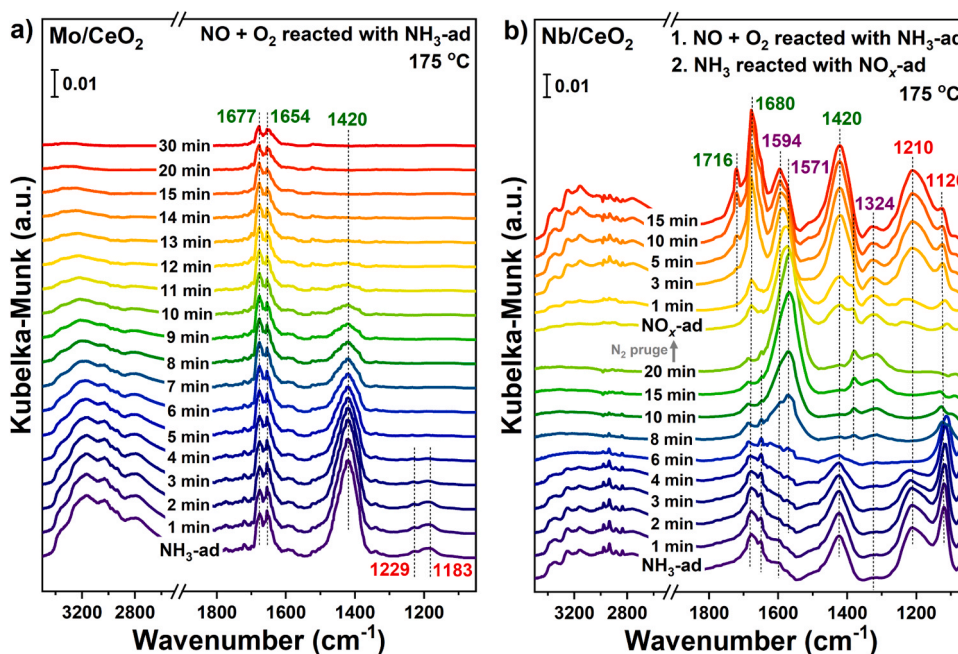 a)
Mo/CeO2
NO + O2 reacted with NH3-ad
175 °C
0.01
1677
1654
1420
30 min
20 min
15 min
14 min
13 min
12 min
11 min
10 min
9 min
8 min
7 min
6 min
5 min
4 min
3 min
2 min
1 min
NH3-ad
1229
1183
Kubelka-Munk (a.u.)
3200
2800
1800
1600
1400
1200
Wavenumber (cm-1)
b)
Nb/CeO2
1. NO + O2 reacted with NH3-ad
2. NH3 reacted with NOx-ad
175 °C
0.01
1716
1680
1594
1571
1420
1324
1210
1120
15 min
10 min
5 min
3 min
1 min
NOx-ad
N2 pruge
20 min
15 min
10 min
8 min
6 min
4 min
3 min
2 min
1 min
NH3-ad
Kubelka-Munk (a.u.)
3200
2800
1800
1600
1400
1200
Wavenumber (cm-1)